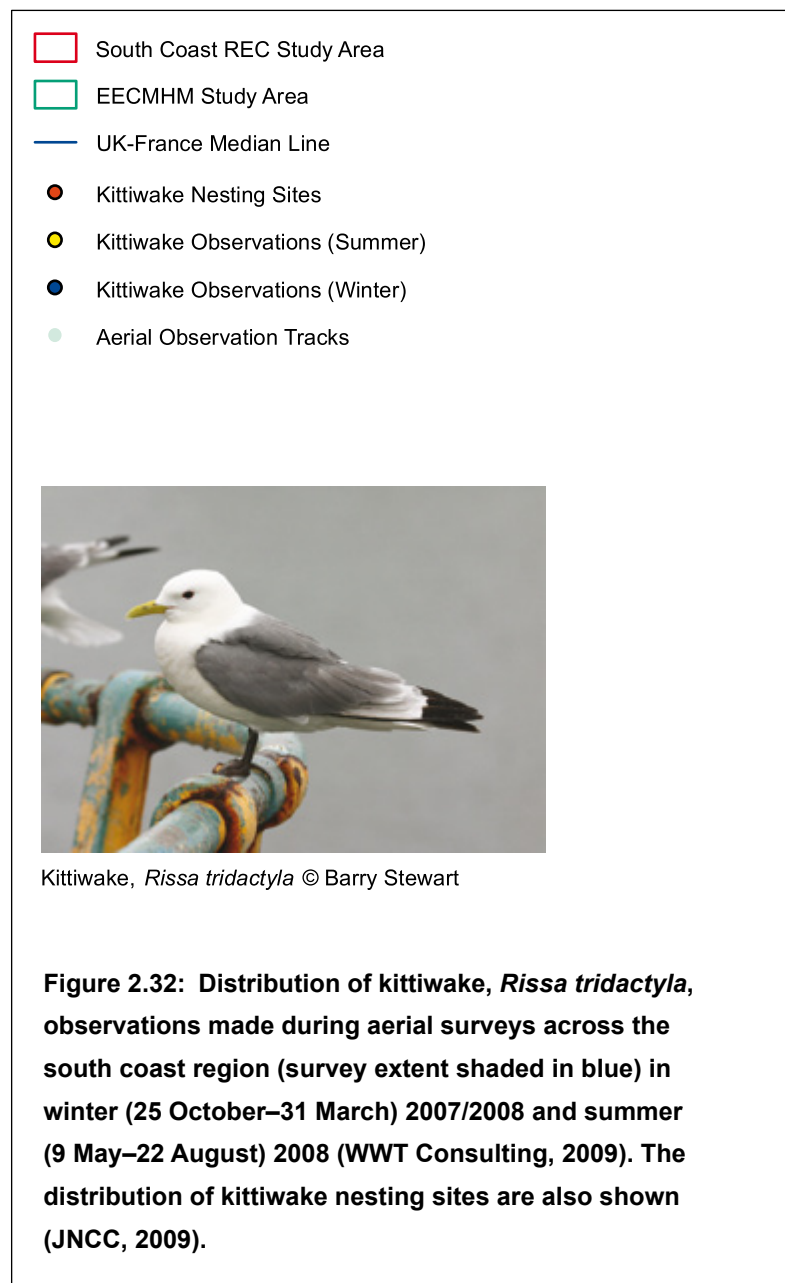 South Coast REC Study Area
EECMHM Study Area
UK-France Median Line
Kittiwake Nesting Sites
Kittiwake Observations (Summer)
Kittiwake Observations (Winter)
Aerial Observation Tracks
Kittiwake, Rissa tridactyla © Barry Stewart
Figure 2.32: Distribution of kittiwake, Rissa tridactyla,
observations made during aerial surveys across the
south coast region (survey extent shaded in blue) in
winter (25 October–31 March) 2007/2008 and summer
(9 May–22 August) 2008 (WWT Consulting, 2009). The
distribution of kittiwake nesting sites are also shown
(JNCC, 2009).